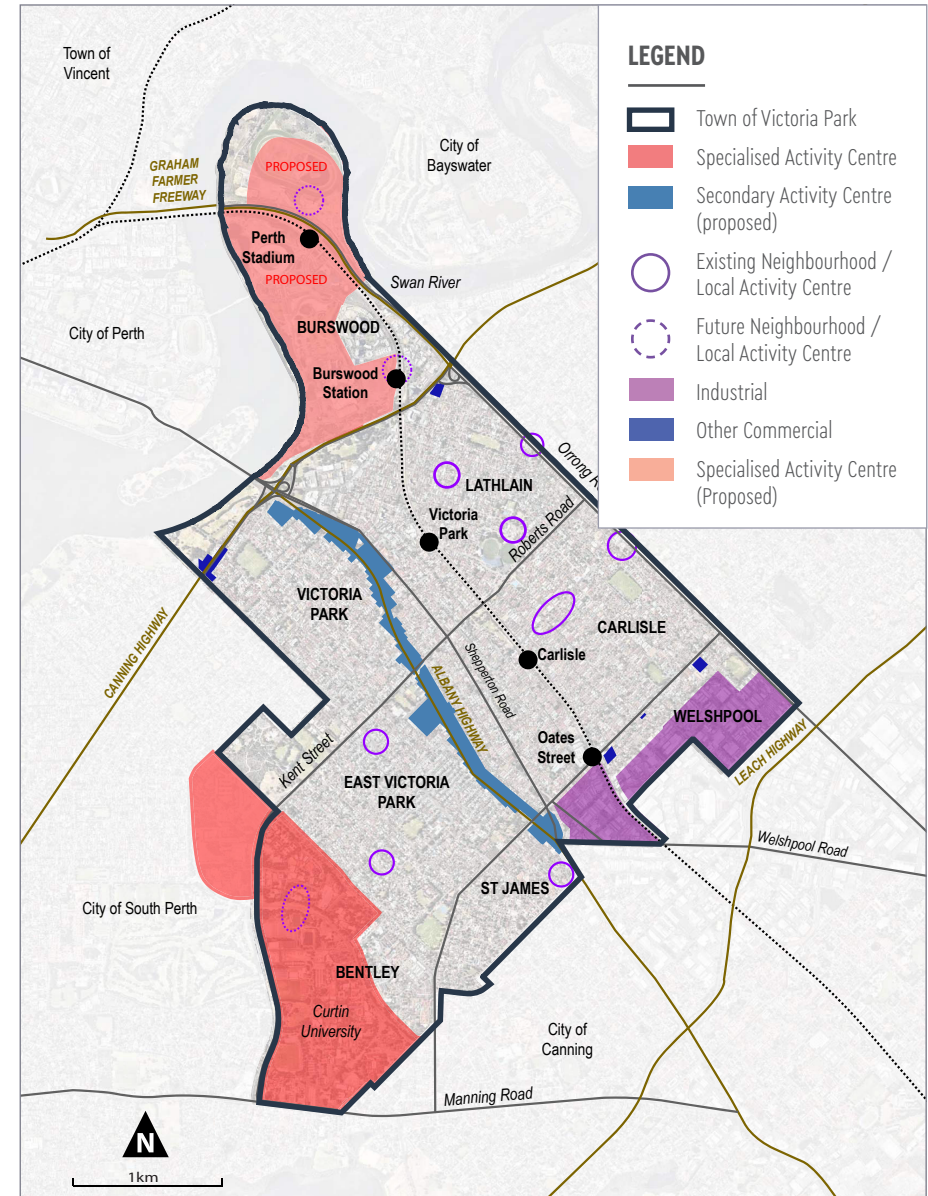 Town of
Vincent
City of
Bayswater
GRAHAM
FARMER
FREEWAY
PROPOSED
Perth
Stadium
PROPOSED
Swan River
City of Perth
BURSWOOD
Burswood
Station
LATHLAIN
Orrong R
Victoria
Park
Roberts Road
VICTORIA
PARK
CARLISLE
CANNING HIGHWAY
Shepperton Road
Carlisle
ALBANY HIGHWAY
WELSHPOOL
Oates
Street
LEACH HIGHWAY
Kent Street
EAST VICTORIA
PARK
Welshpool Road
ST JAMES
City of South Perth
BENTLEY
Curtin
University
City of
Canning
Manning Road
N
1km
LEGEND
Town of Victoria Park
Specialised Activity Centre
Secondary Activity Centre
(proposed)
Existing Neighbourhood /
Local Activity Centre
Future Neighbourhood /
Local Activity Centre
Industrial
Other Commercial
Specialised Activity Centre
(Proposed)